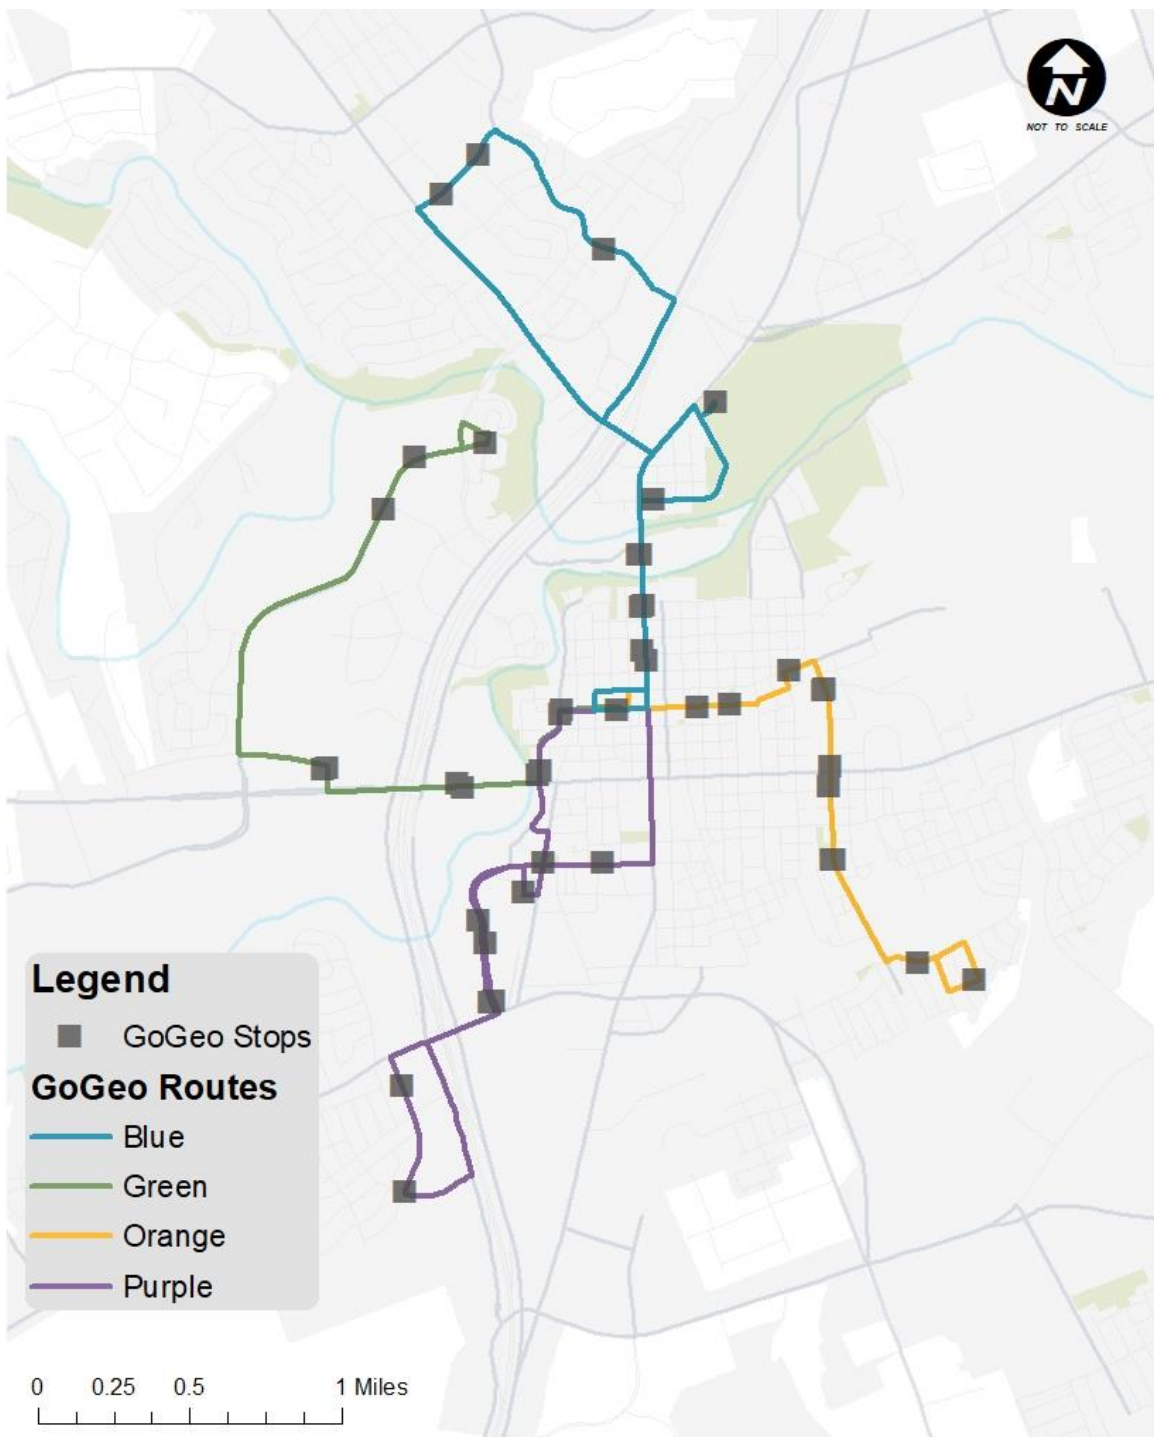 N
NOT TO SCALE
Legend
GoGeo Stops
GoGeo Routes
Blue
Green
Orange
Purple
0 0.25 0.5 1 Miles